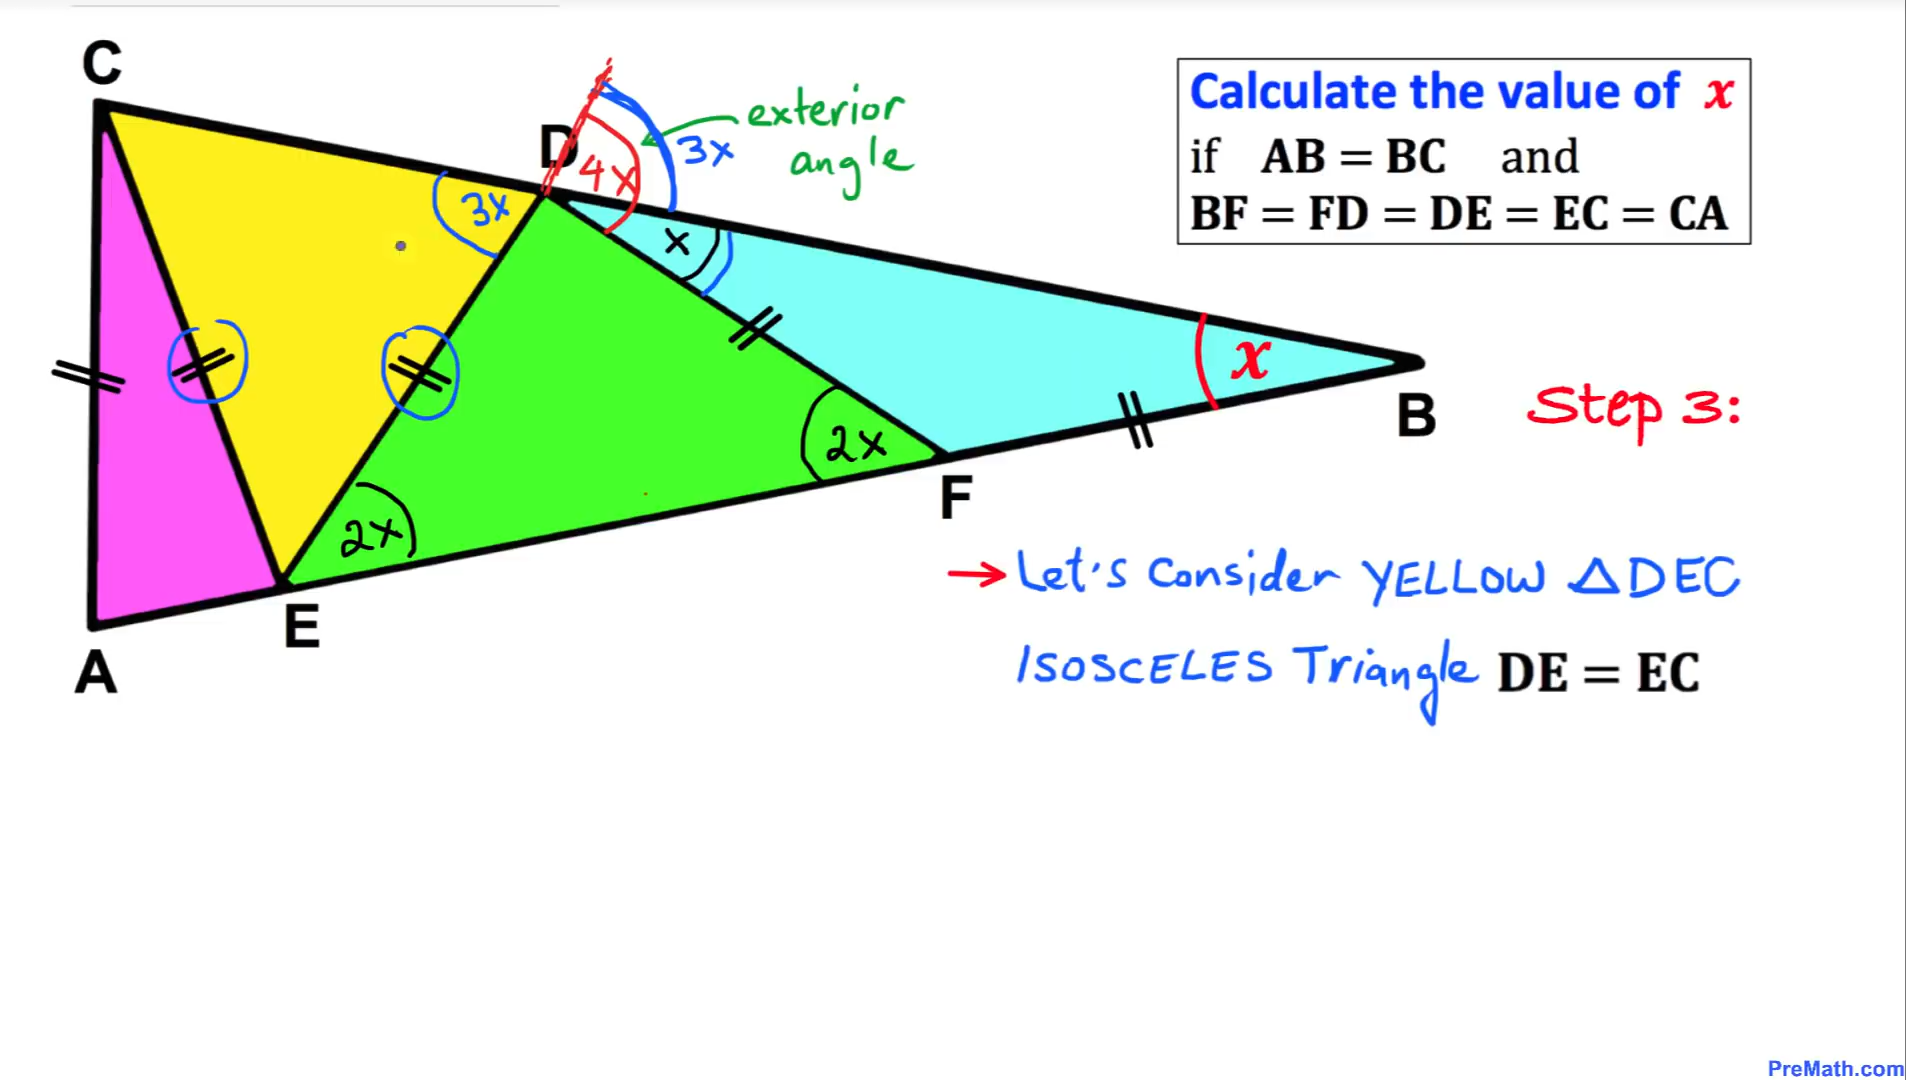 C
D
exterior
angle
3x
4x
3x
x
x
B
2x
2x
F
E
A
Calculate the value of x
if AB = BC and
BF = FD = DE = EC = CA
Step 3:
→ Let's Consider YELLOW △DEC
ISOSCELES Triangle DE = EC
PreMath.com